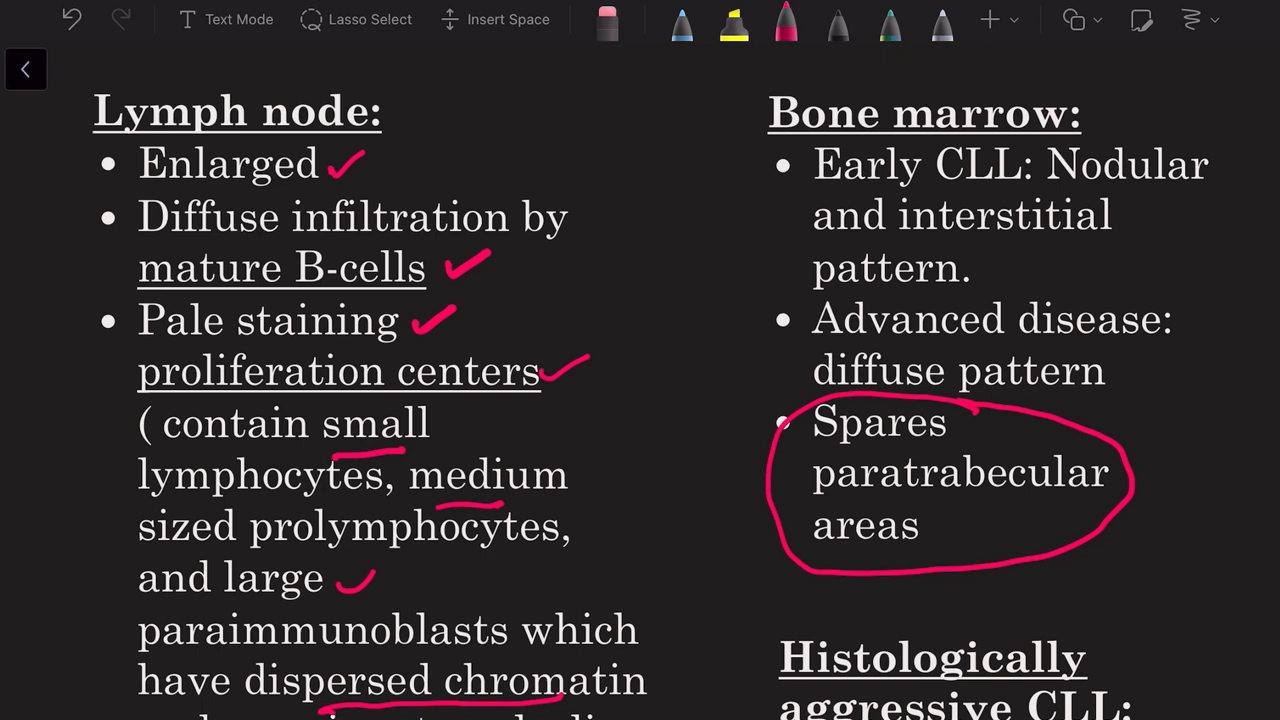 Text Mode
Lasso Select
Insert Space
Lymph node:
• Enlarged
• Diffuse infiltration by
mature B-cells
• Pale staining
proliferation centers
( contain small
lymphocytes, medium
sized prolymphocytes,
and large
paraimmunoblasts which
have dispersed chromatin
Bone marrow:
• Early CLL: Nodular
and interstitial
pattern.
• Advanced disease:
diffuse pattern
• Spares
paratrabecular
areas
Histologically
aggressive CLL: